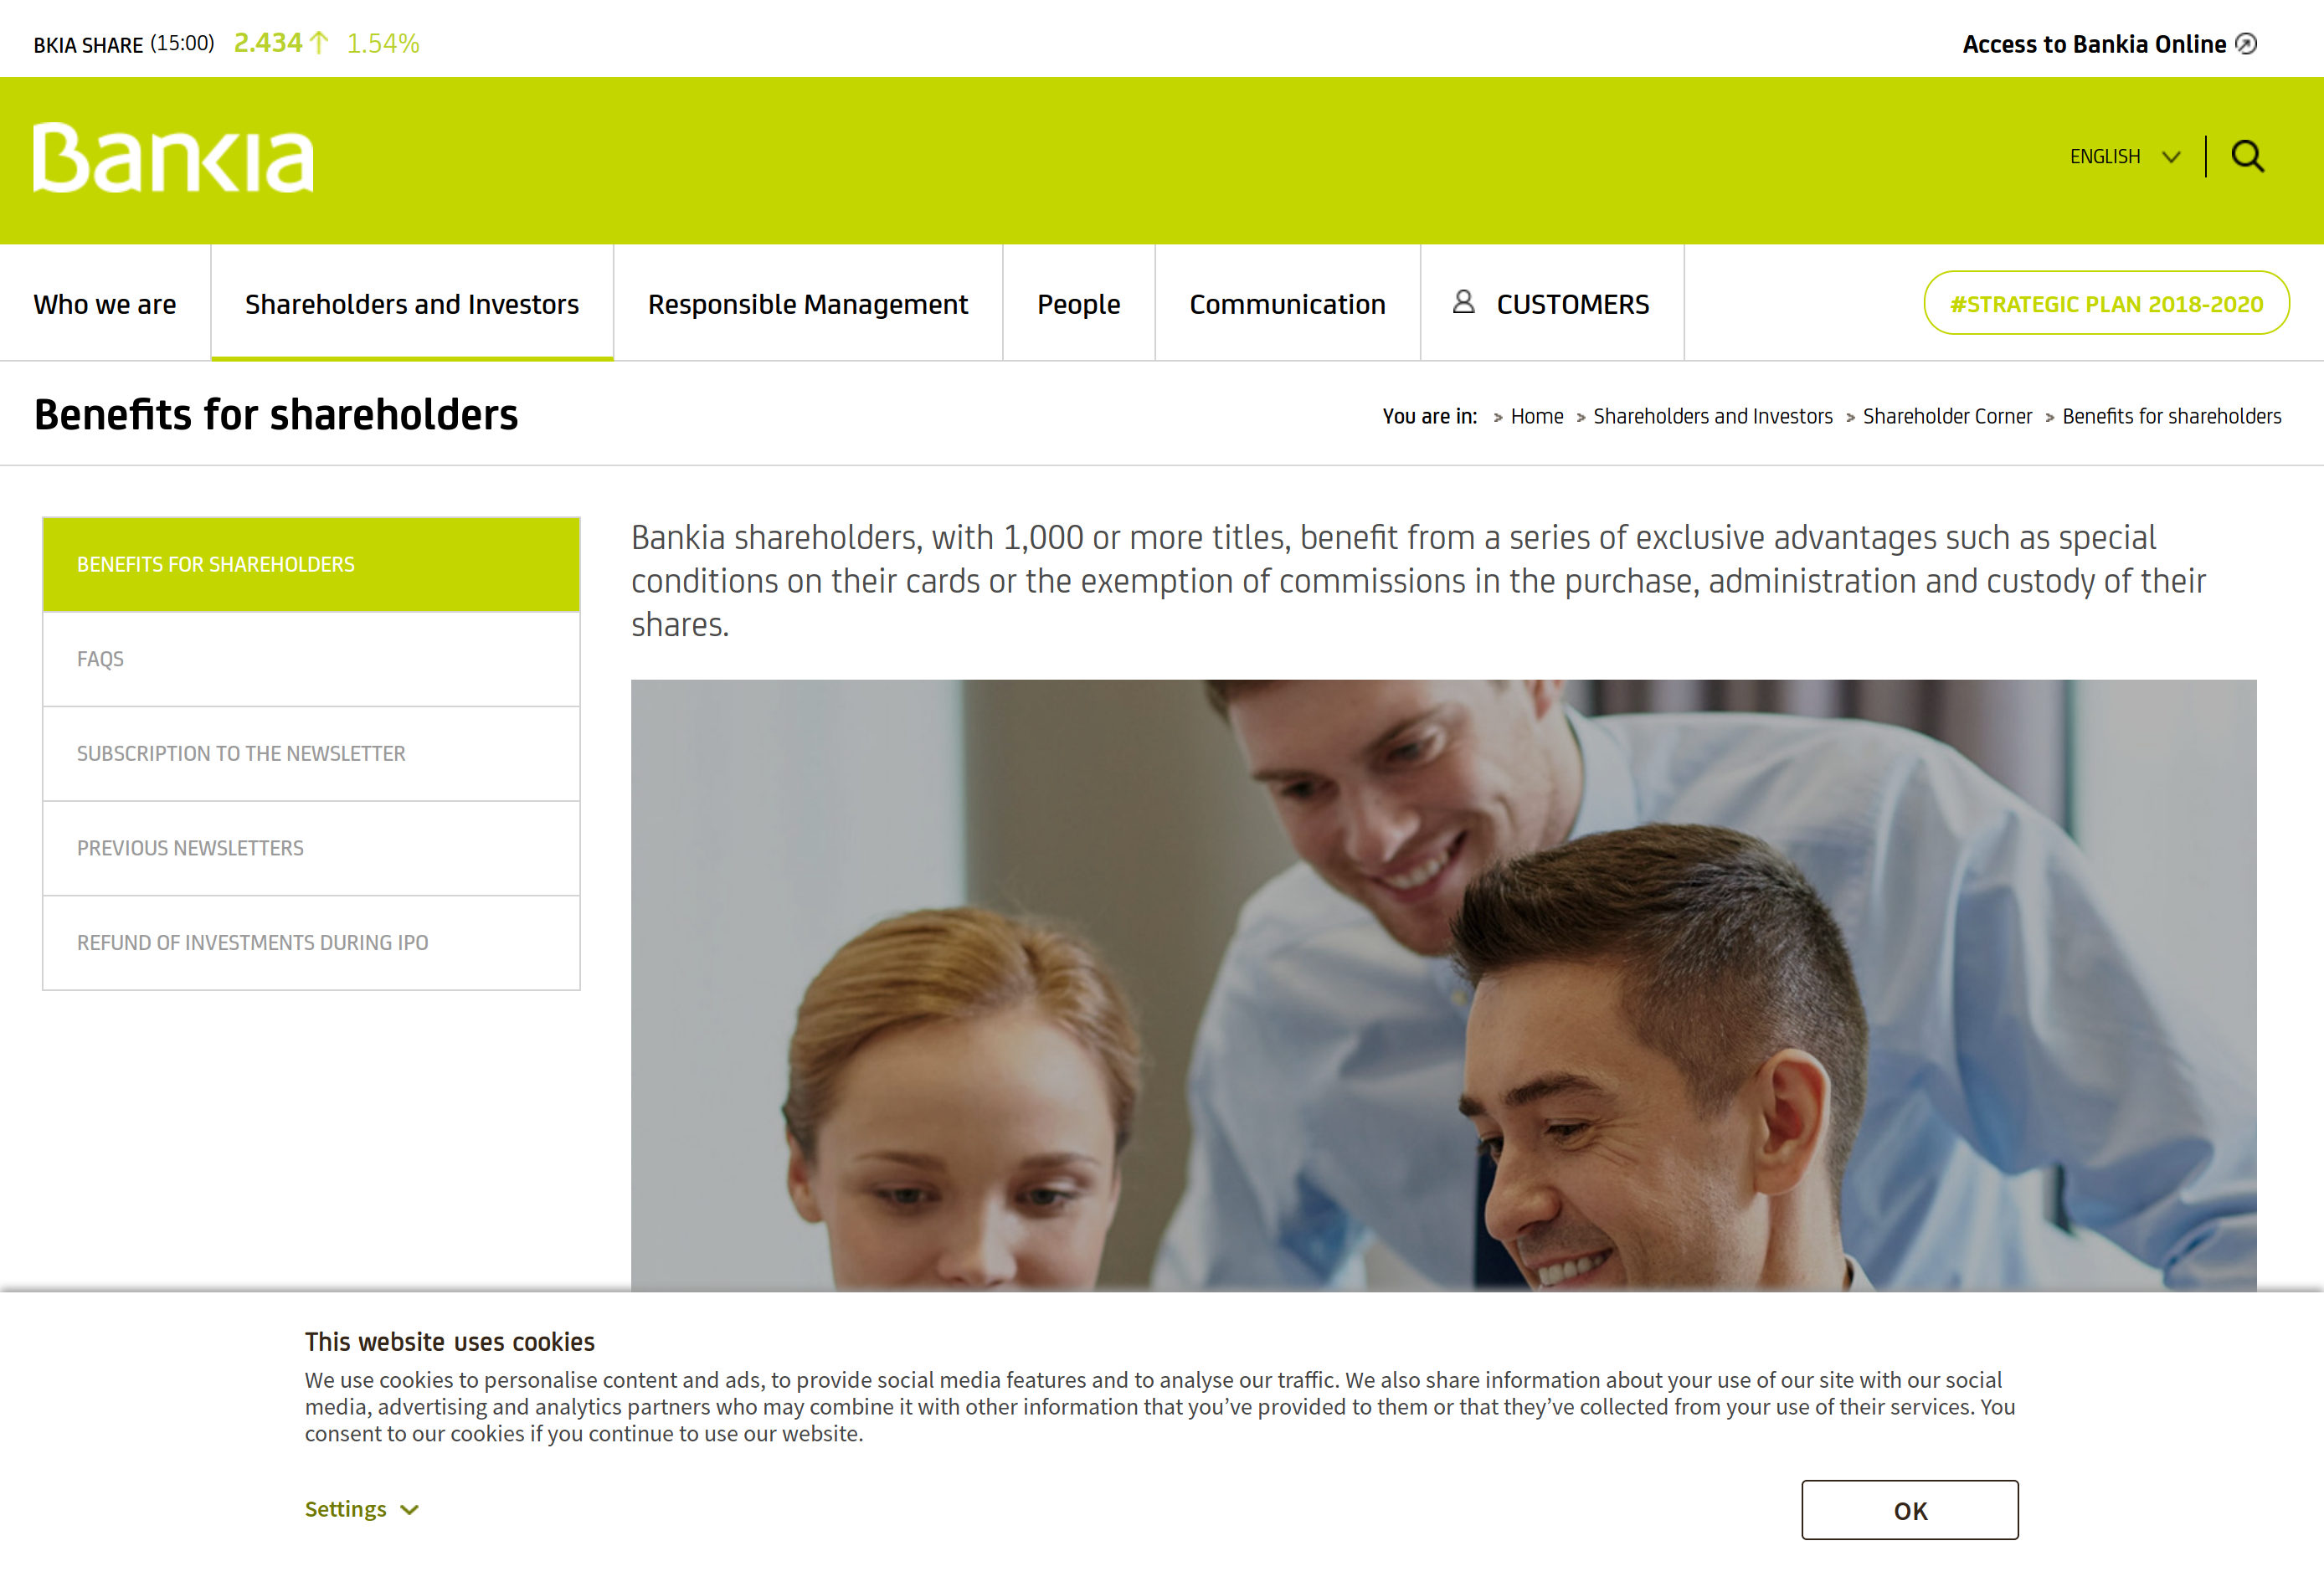 BKIA SHARE (15:00) 2.434 1.54%
Access to Bankia Online
Bankia
ENGLISH
Who we are
Shareholders and Investors
Responsible Management
People
Communication
CUSTOMERS
#STRATEGIC PLAN 2018-2020
Benefits for shareholders
You are in: > Home > Shareholders and Investors > Shareholder Corner > Benefits for shareholders
BENEFITS FOR SHAREHOLDERS
FAQS
SUBSCRIPTION TO THE NEWSLETTER
PREVIOUS NEWSLETTERS
REFUND OF INVESTMENTS DURING IPO
Bankia shareholders, with 1,000 or more titles, benefit from a series of exclusive advantages such as special
conditions on their cards or the exemption of commissions in the purchase, administration and custody of their
shares.
This website uses cookies
We use cookies to personalise content and ads, to provide social media features and to analyse our traffic. We also share information about your use of our site with our social
media, advertising and analytics partners who may combine it with other information that you’ve provided to them or that they’ve collected from your use of their services. You
consent to our cookies if you continue to use our website.
Settings
OK